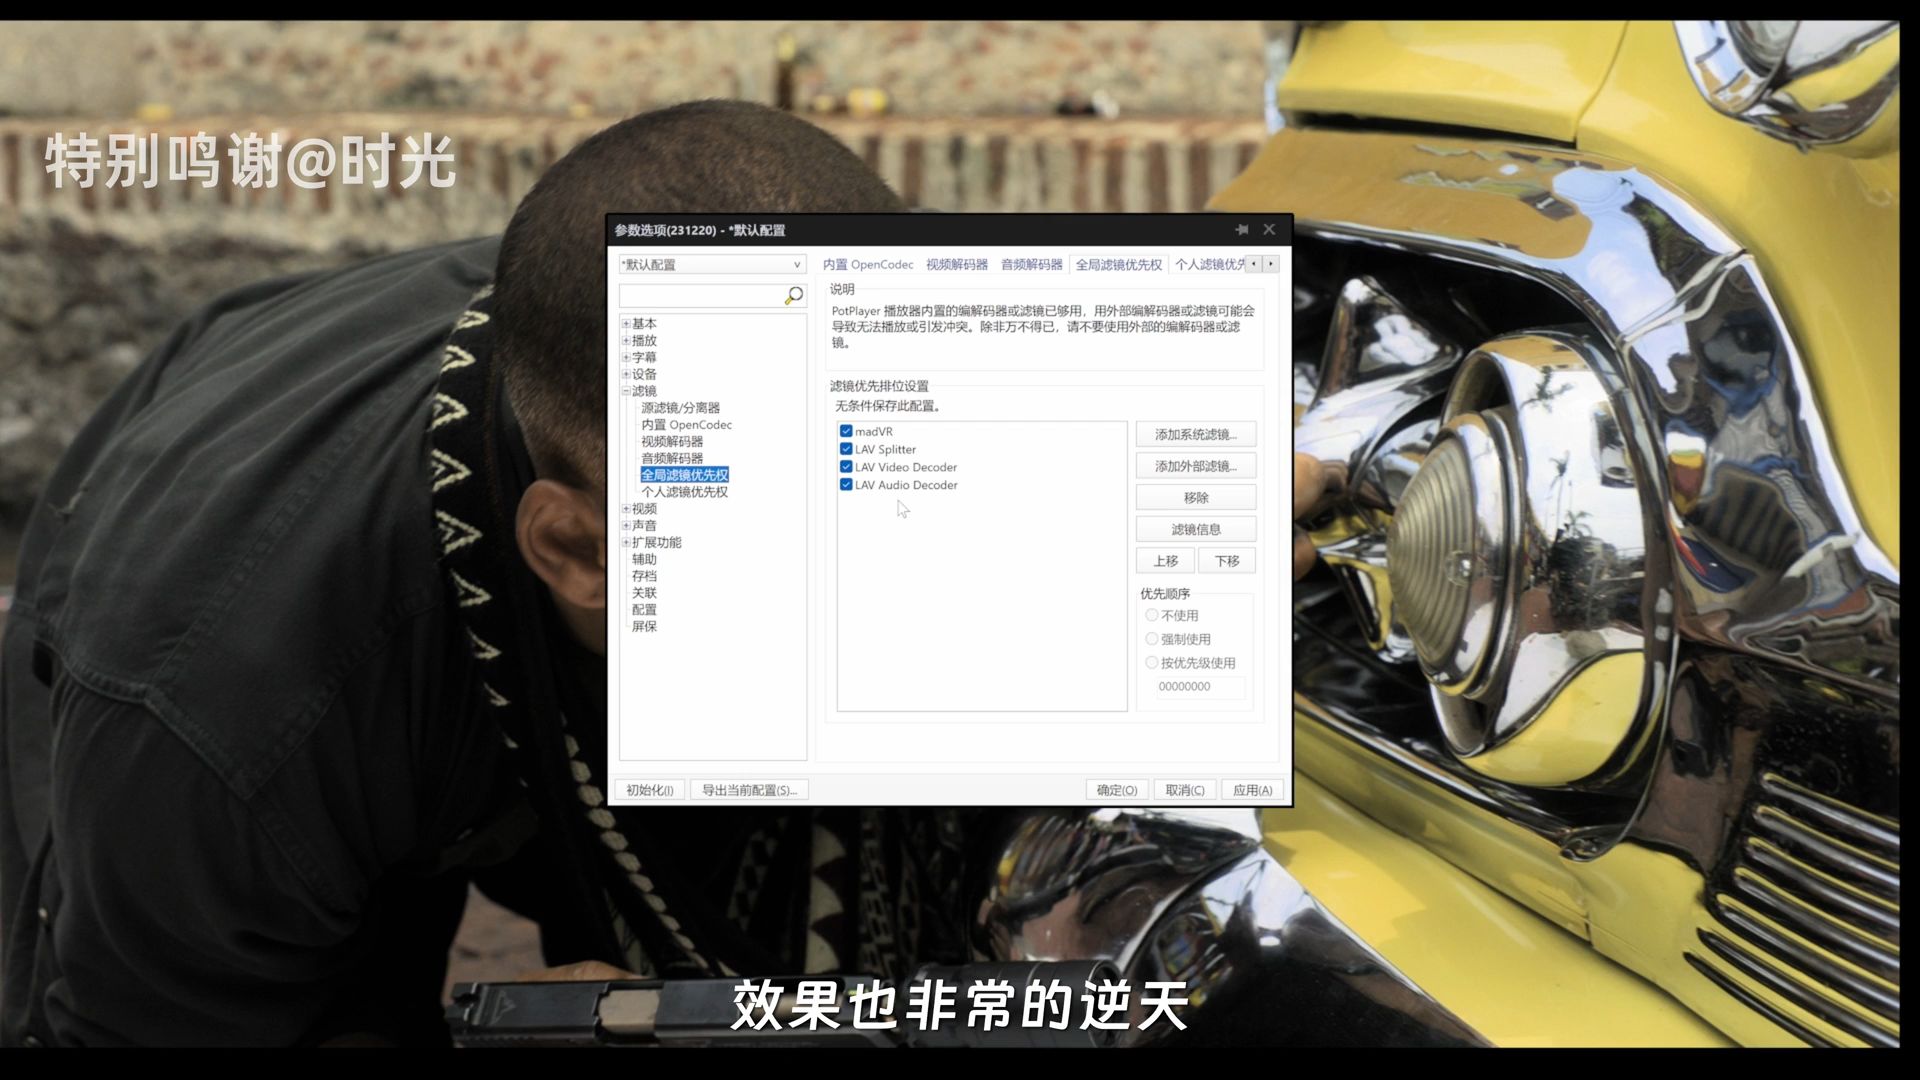 特别鸣谢@时光
参数选项(231220) - *默认配置
*默认配置
内置 OpenCodec 视频解码器 音频解码器 全局滤镜优先权 个人滤镜优先
基本
播放
字幕
设备
滤镜
源滤镜/分离器
内置 OpenCodec
视频解码器
音频解码器
全局滤镜优先权
个人滤镜优先权
视频
声音
扩展功能
辅助
存档
关联
配置
屏保
说明
PotPlayer 播放器内置的编解码器或滤镜已够用，用外部编解码器或滤镜可能会
导致无法播放或引发冲突。除非万不得已，请不要使用外部的编解码器或滤
镜。
滤镜优先排位设置
无条件保存此配置。
madVR
LAV Splitter
LAV Video Decoder
LAV Audio Decoder
添加系统滤镜...
添加外部滤镜...
移除
滤镜信息
上移 下移
优先顺序
不使用
强制使用
按优先级使用
00000000
初始化(I) 导出当前配置(S)... 确定(O) 取消(C) 应用(A)
效果也非常的逆天